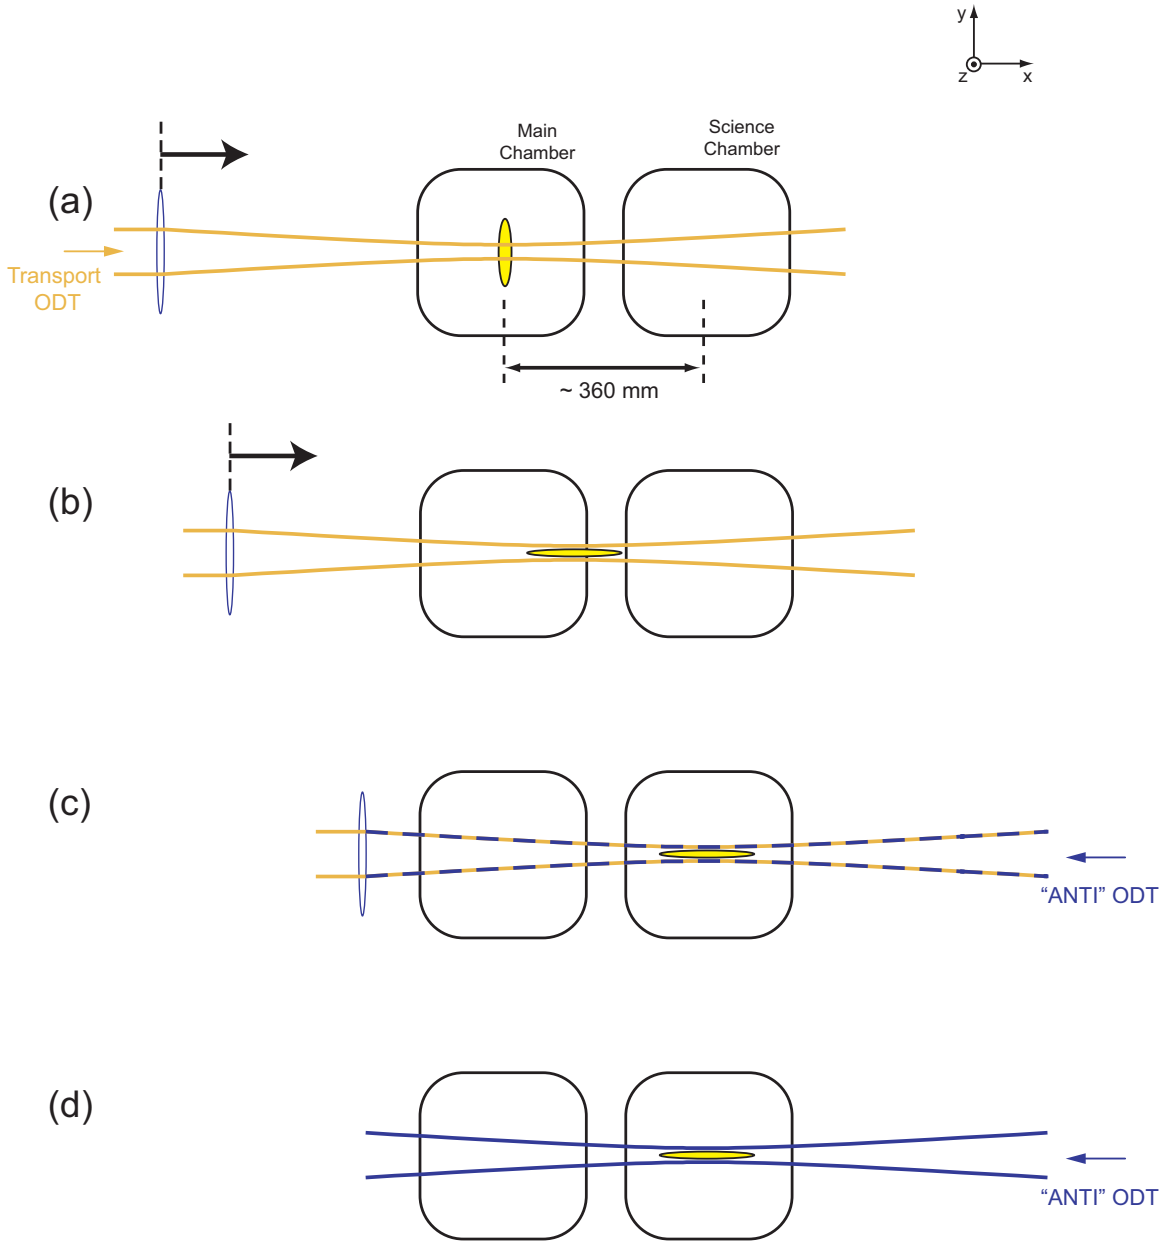 y
z
x
Main
Chamber
Science
Chamber
(a)
Transport
ODT
~ 360 mm
(b)
(c)
“ANTI” ODT
(d)
“ANTI” ODT